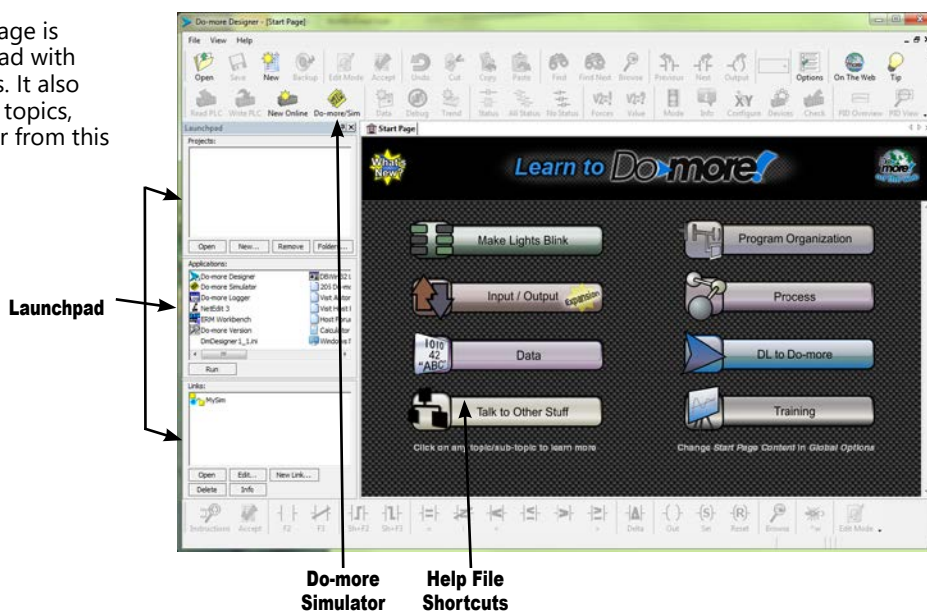 age is
ad with
s. It also
topics,
r from this
Do-more Designer - [Start Page]
File View Help
Open Save New Backup Edit Mode Accept Undo Cut Copy Paste Find Find Next Browse Previous Next Output Options On The Web Tip
Read PLC Write PLC New Online Do-more/Sim Data Debug Trend Status All Status No Status Forces Value Mode Info Configure Devices Check PID Overview PID View
Launchpad
Start Page
Projects:
Open New... Remove Folders...
Applications:
Do-more Designer
Do-more Simulator
Do-more Logger
NetEdit 3
ERM Workbench
Do-more Version
DmDesigner1_1.ini
Run
Links:
MySim
Open Edit... New Link...
Delete Info
What's New?
Learn to Do-more!
Make Lights Blink
Program Organization
Input / Output Expansion
Process
1010
42
"ABC"
Data
DL to Do-more
Talk to Other Stuff
Training
Click on any topic/sub-topic to learn more
Change Start Page Content in Global Options
Instructions Accept F2 F3 Sh+F2 Sh+F3 Delta Out Set Reset Browse Edit Mode
Launchpad
Do-more
Simulator
Help File
Shortcuts